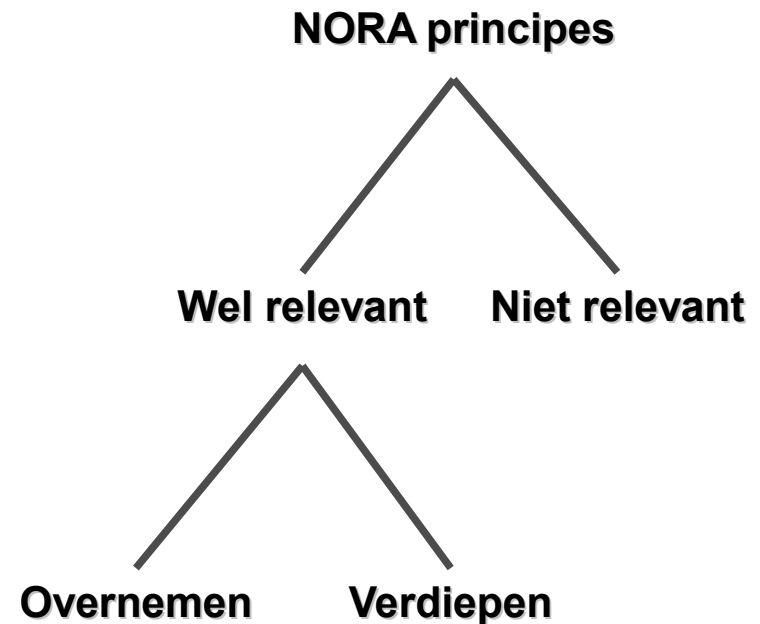 NORA principes
Wel relevant
Niet relevant
Overnemen
Verdiepen